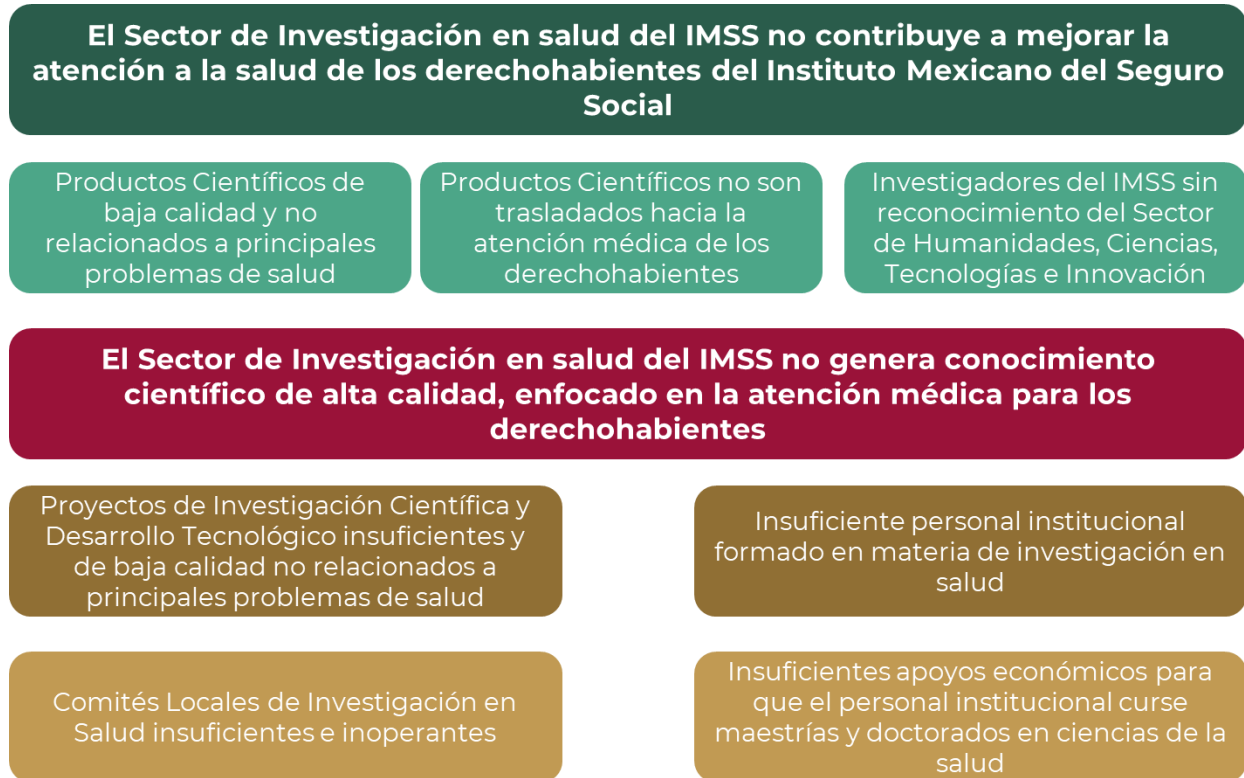 El Sector de Investigación en salud del IMSS no contribuye a mejorar la
atención a la salud de los derechohabientes del Instituto Mexicano del Seguro
Social
Productos Científicos de
baja calidad y no
relacionados a principales
problemas de salud
Productos Científicos no son
trasladados hacia la
atención médica de los
derechohabientes
Investigadores del IMSS sin
reconocimiento del Sector
de Humanidades, Ciencias,
Tecnologías e Innovación
El Sector de Investigación en salud del IMSS no genera conocimiento
científico de alta calidad, enfocado en la atención médica para los
derechohabientes
Proyectos de Investigación Científica y
Desarrollo Tecnológico insuficientes y
de baja calidad no relacionados a
principales problemas de salud
Insuficiente personal institucional
formado en materia de investigación en
salud
Comités Locales de Investigación en
Salud insuficientes e inoperantes
Insuficientes apoyos económicos para
que el personal institucional curse
maestrías y doctorados en ciencias de la
salud